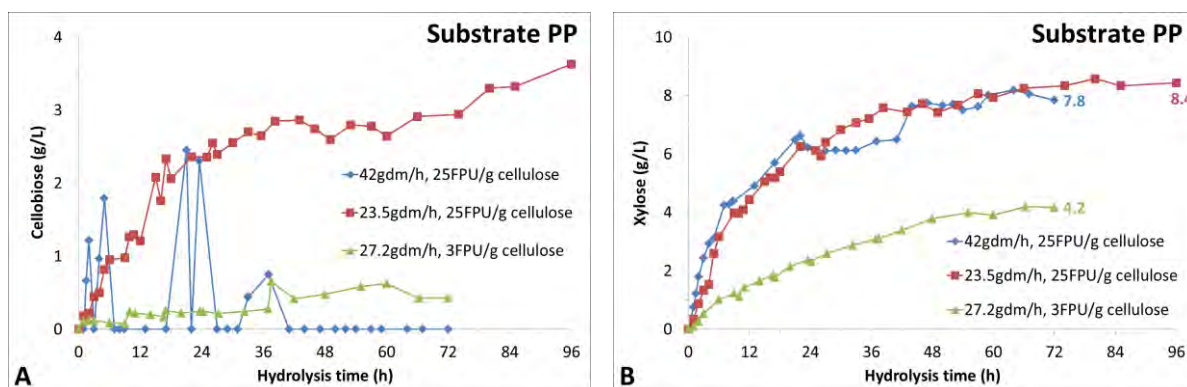 Substrate PP
4
3
2
1
0
Cellobiose (g/L)
42gdm/h, 25FPU/g cellulose
23.5gdm/h, 25FPU/g cellulose
27.2gdm/h, 3FPU/g cellulose
0 12 24 36 48 60 72 84 96
Hydrolysis time (h)
A
Substrate PP
10
8
6
4
2
0
Xylose (g/L)
7.8
8.4
4.2
42gdm/h, 25FPU/g cellulose
23.5gdm/h, 25FPU/g cellulose
27.2gdm/h, 3FPU/g cellulose
0 12 24 36 48 60 72 84 96
Hydrolysis time (h)
B